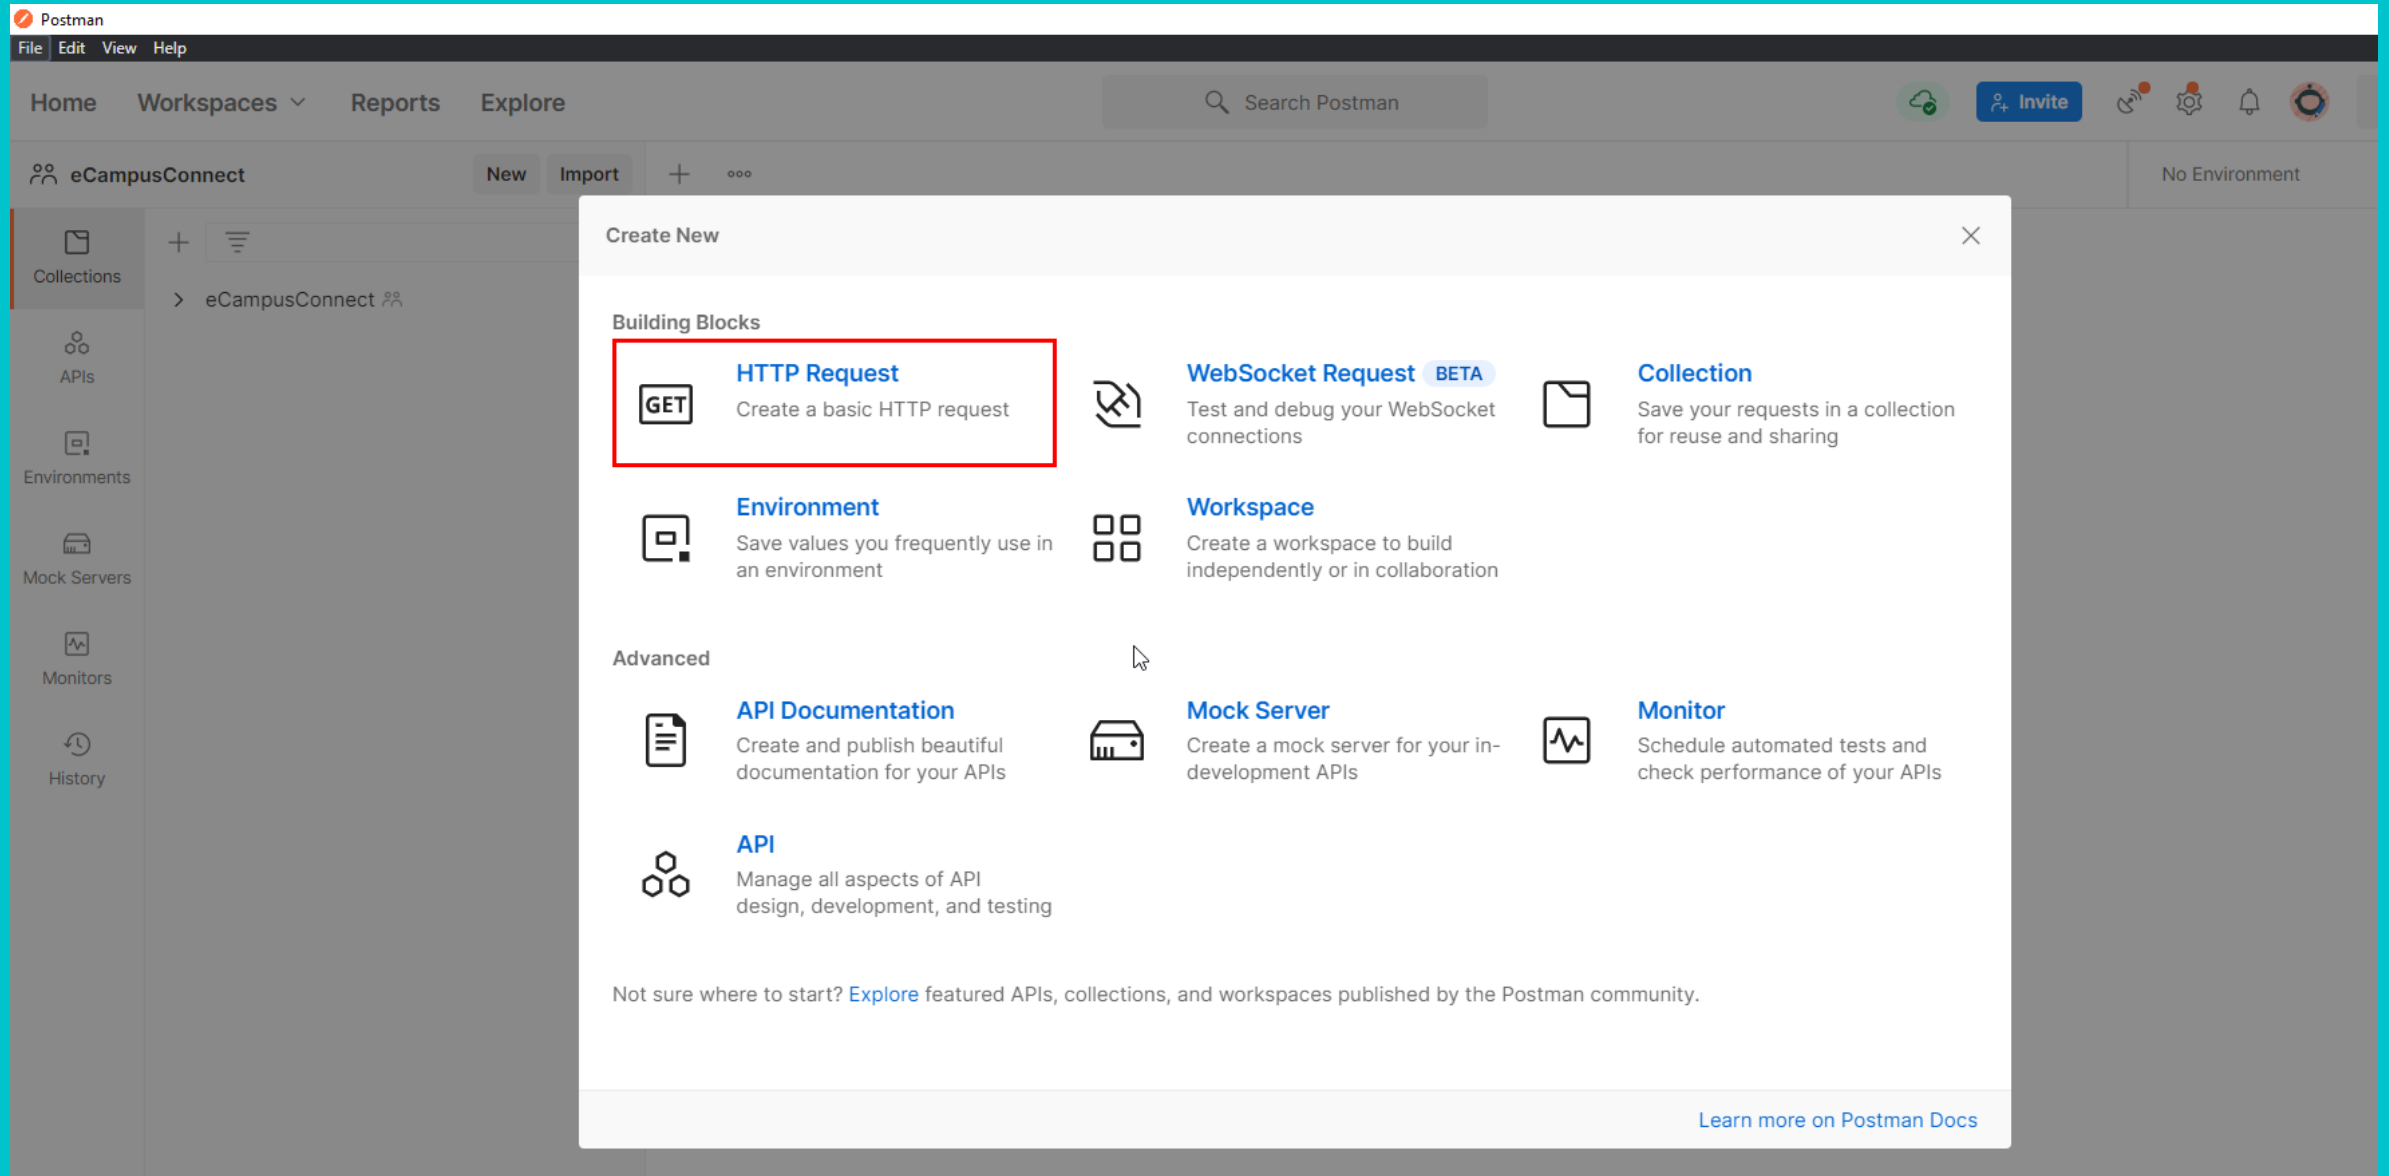 Postman
File Edit View Help
Home Workspaces Reports Explore Search Postman Invite
eCampusConnect New Import No Environment
Collections
eCampusConnect
APIs
Environments
Mock Servers
Monitors
History
Create New
Building Blocks
HTTP Request
Create a basic HTTP request
GET
WebSocket Request BETA
Test and debug your WebSocket
connections
Collection
Save your requests in a collection
for reuse and sharing
Environment
Save values you frequently use in
an environment
Workspace
Create a workspace to build
independently or in collaboration
Advanced
API Documentation
Create and publish beautiful
documentation for your APIs
Mock Server
Create a mock server for your in-
development APIs
Monitor
Schedule automated tests and
check performance of your APIs
API
Manage all aspects of API
design, development, and testing
Not sure where to start? Explore featured APIs, collections, and workspaces published by the Postman community.
Learn more on Postman Docs